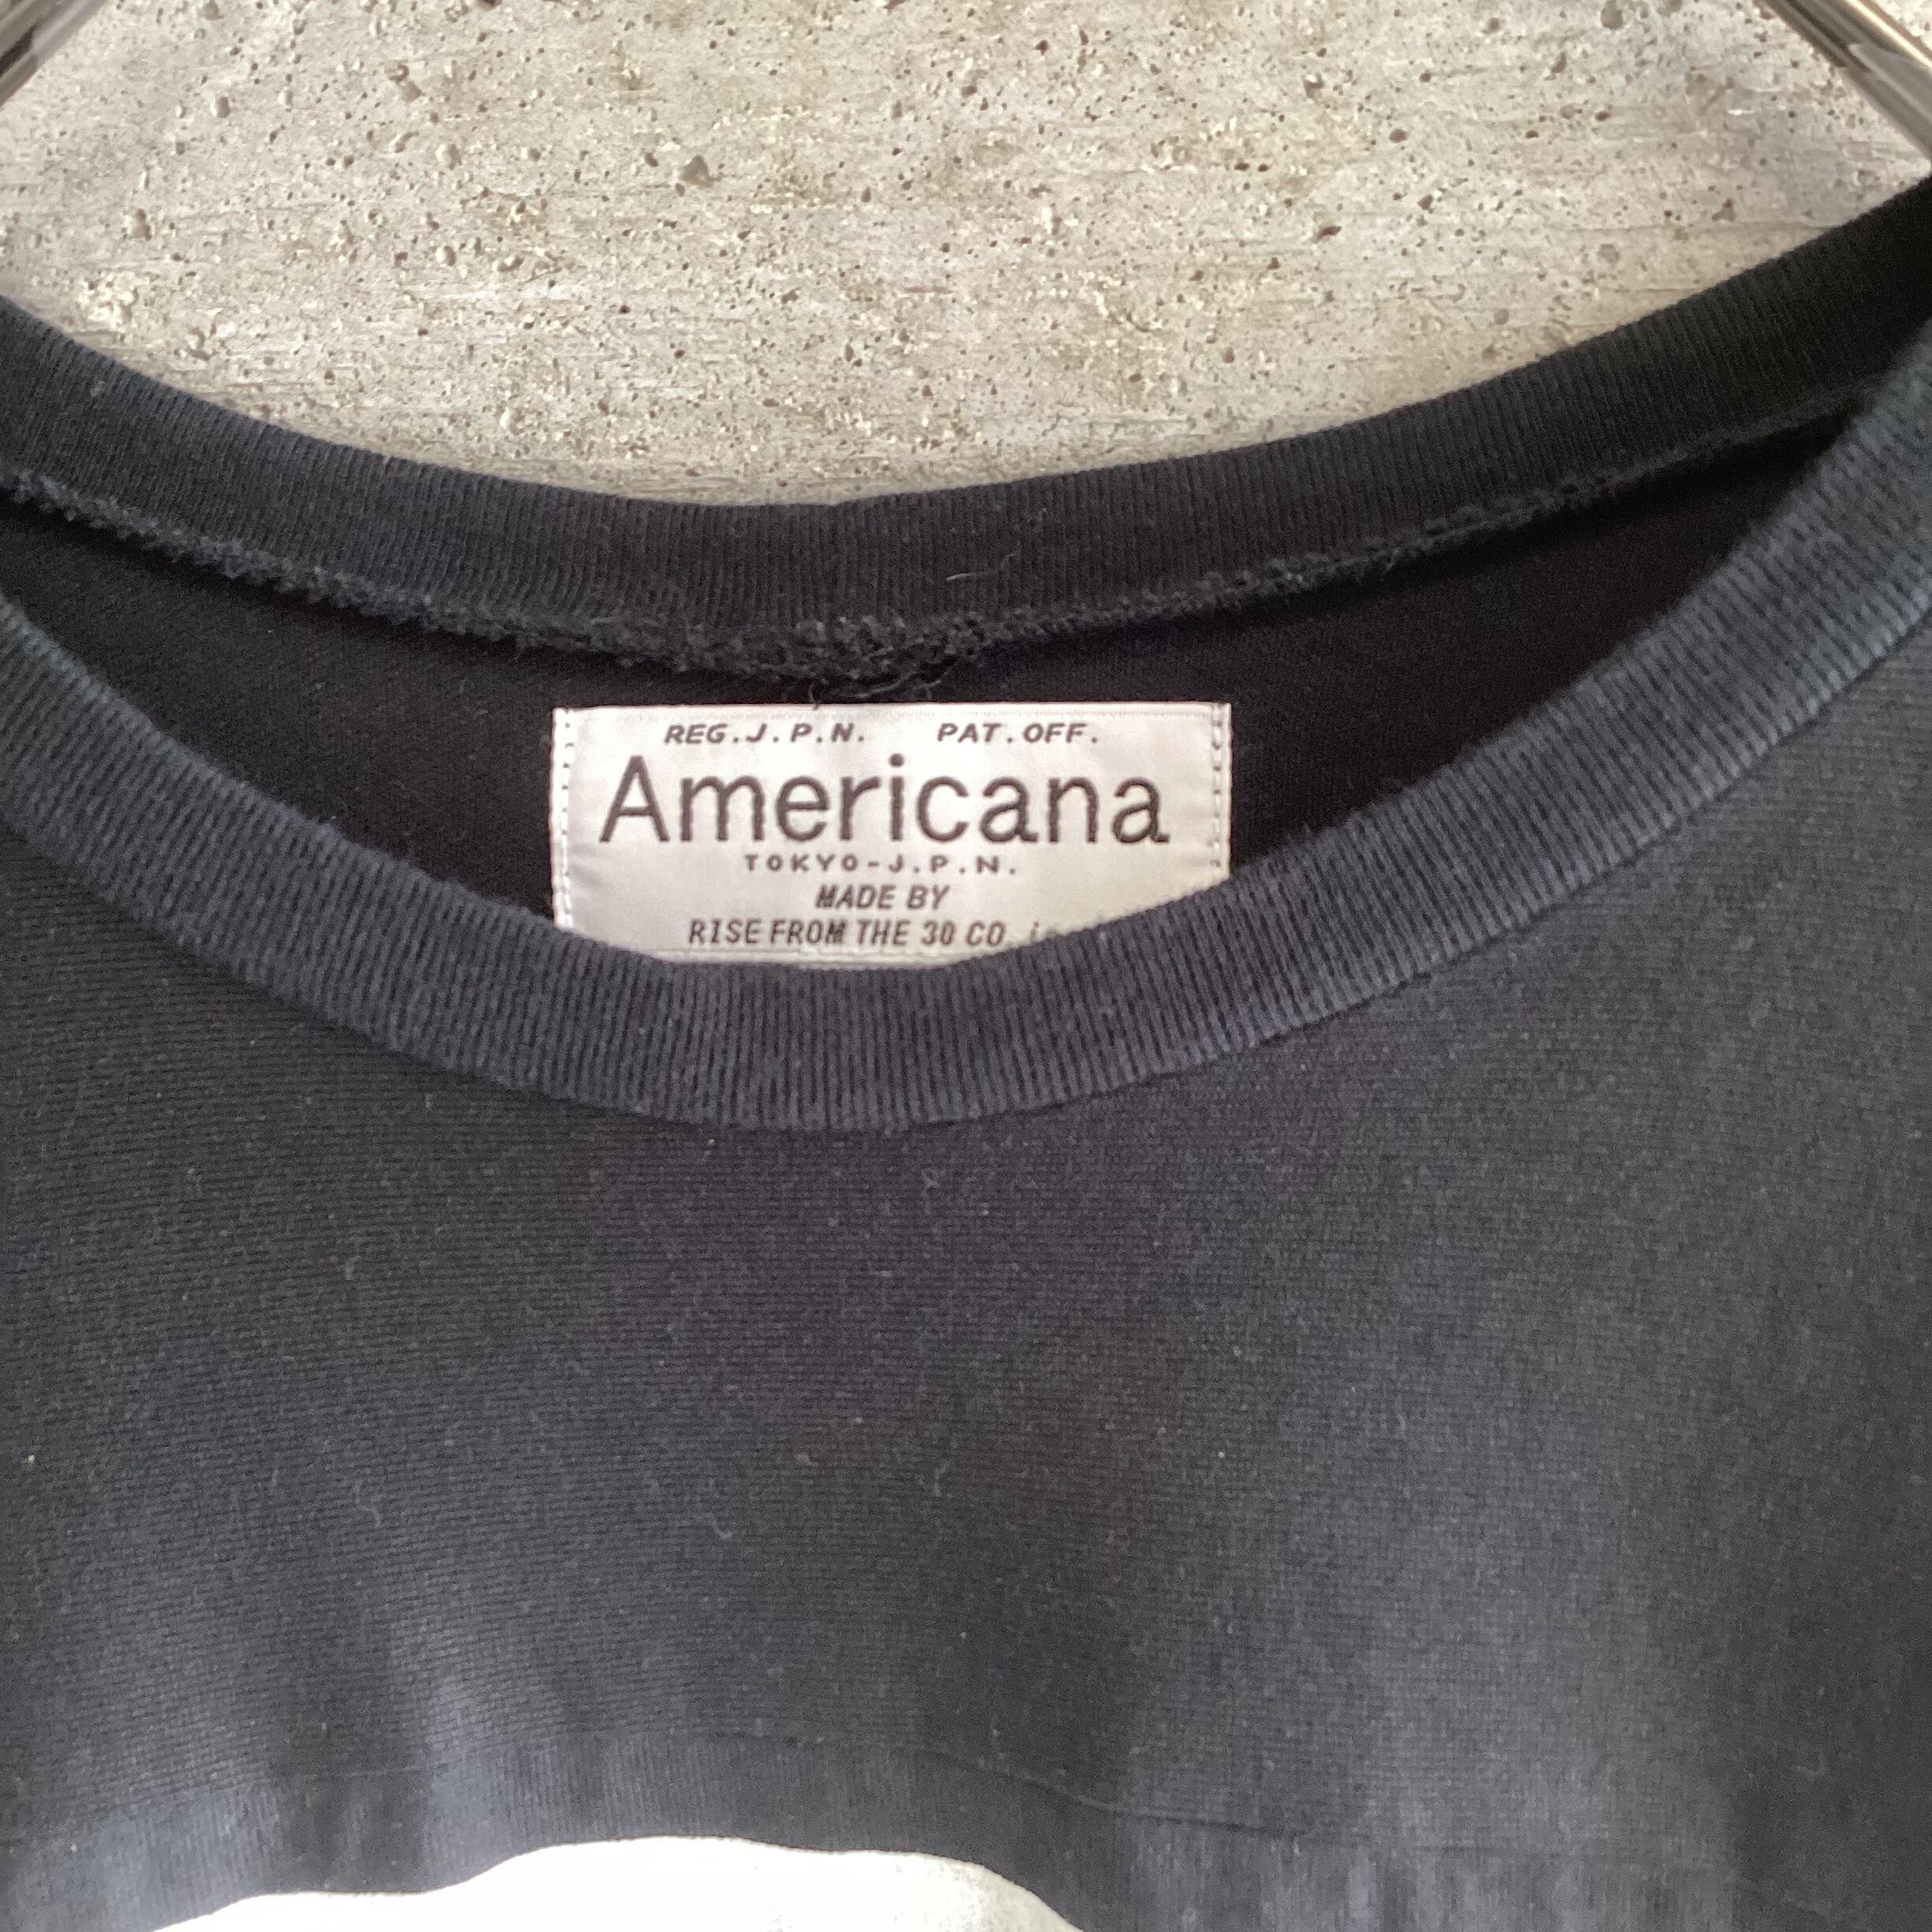 REG.J.P.N. PAT.OFF.
Americana
TOKYO-J.P.N.
MADE BY
RISE FROM THE 30 CO.